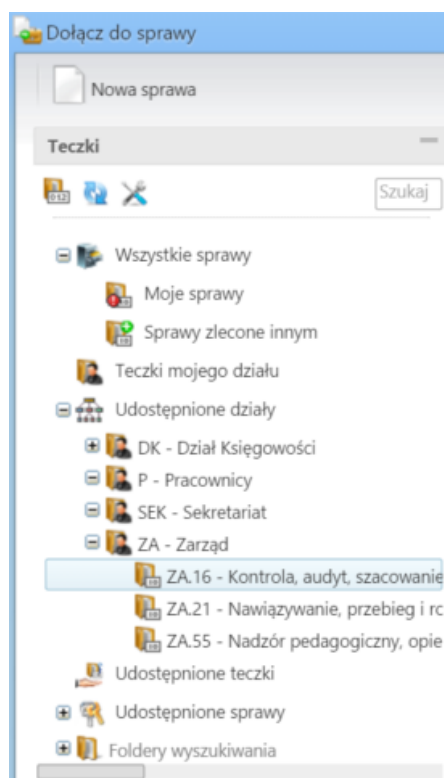 Dołącz do sprawy
Nowa sprawa
Teczki
Szukaj
Wszystkie sprawy
Moje sprawy
Sprawy zlecone innym
Teczki mojego działu
Udostępnione działy
DK - Dział Księgowości
P - Pracownicy
SEK - Sekretariat
ZA - Zarząd
ZA.16 - Kontrola, audyt, szacowanie
ZA.21 - Nawiązywanie, przebieg i rc
ZA.55 - Nadzór pedagogiczny, opie
Udostępnione teczki
Udostępnione sprawy
Foldery wyszukiwania